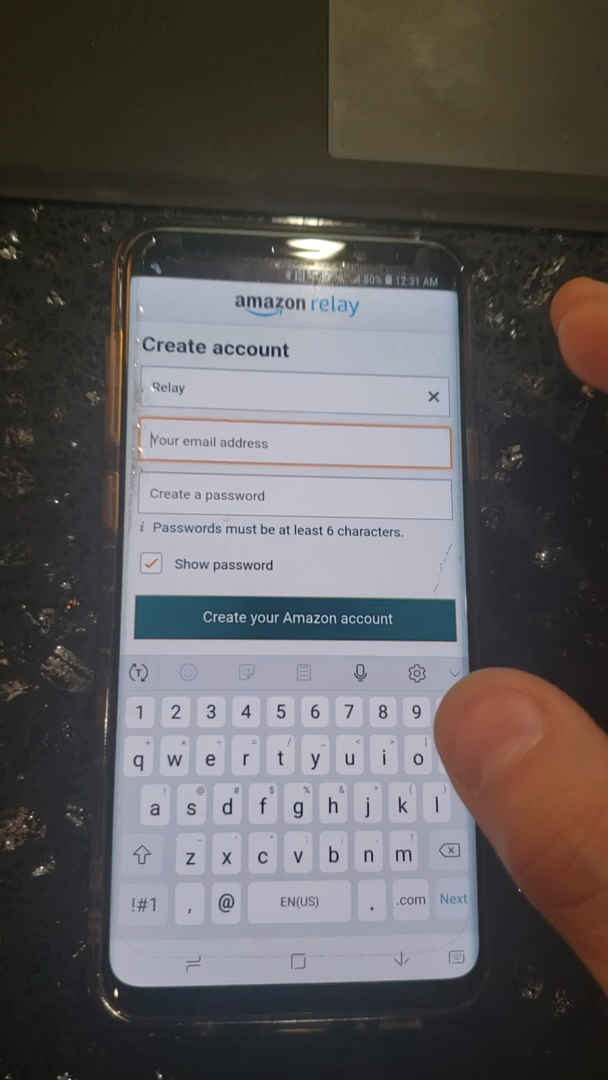 80% 12:31 AM
amazon relay
Create account
Relay
Your email address
Create a password
i Passwords must be at least 6 characters.
Show password
Create your Amazon account
1 2 3 4 5 6 7 8 9
q w e r t y u i o
a s d f g h j k l
z x c v b n m
!#1 , @ EN(US) . .com Next